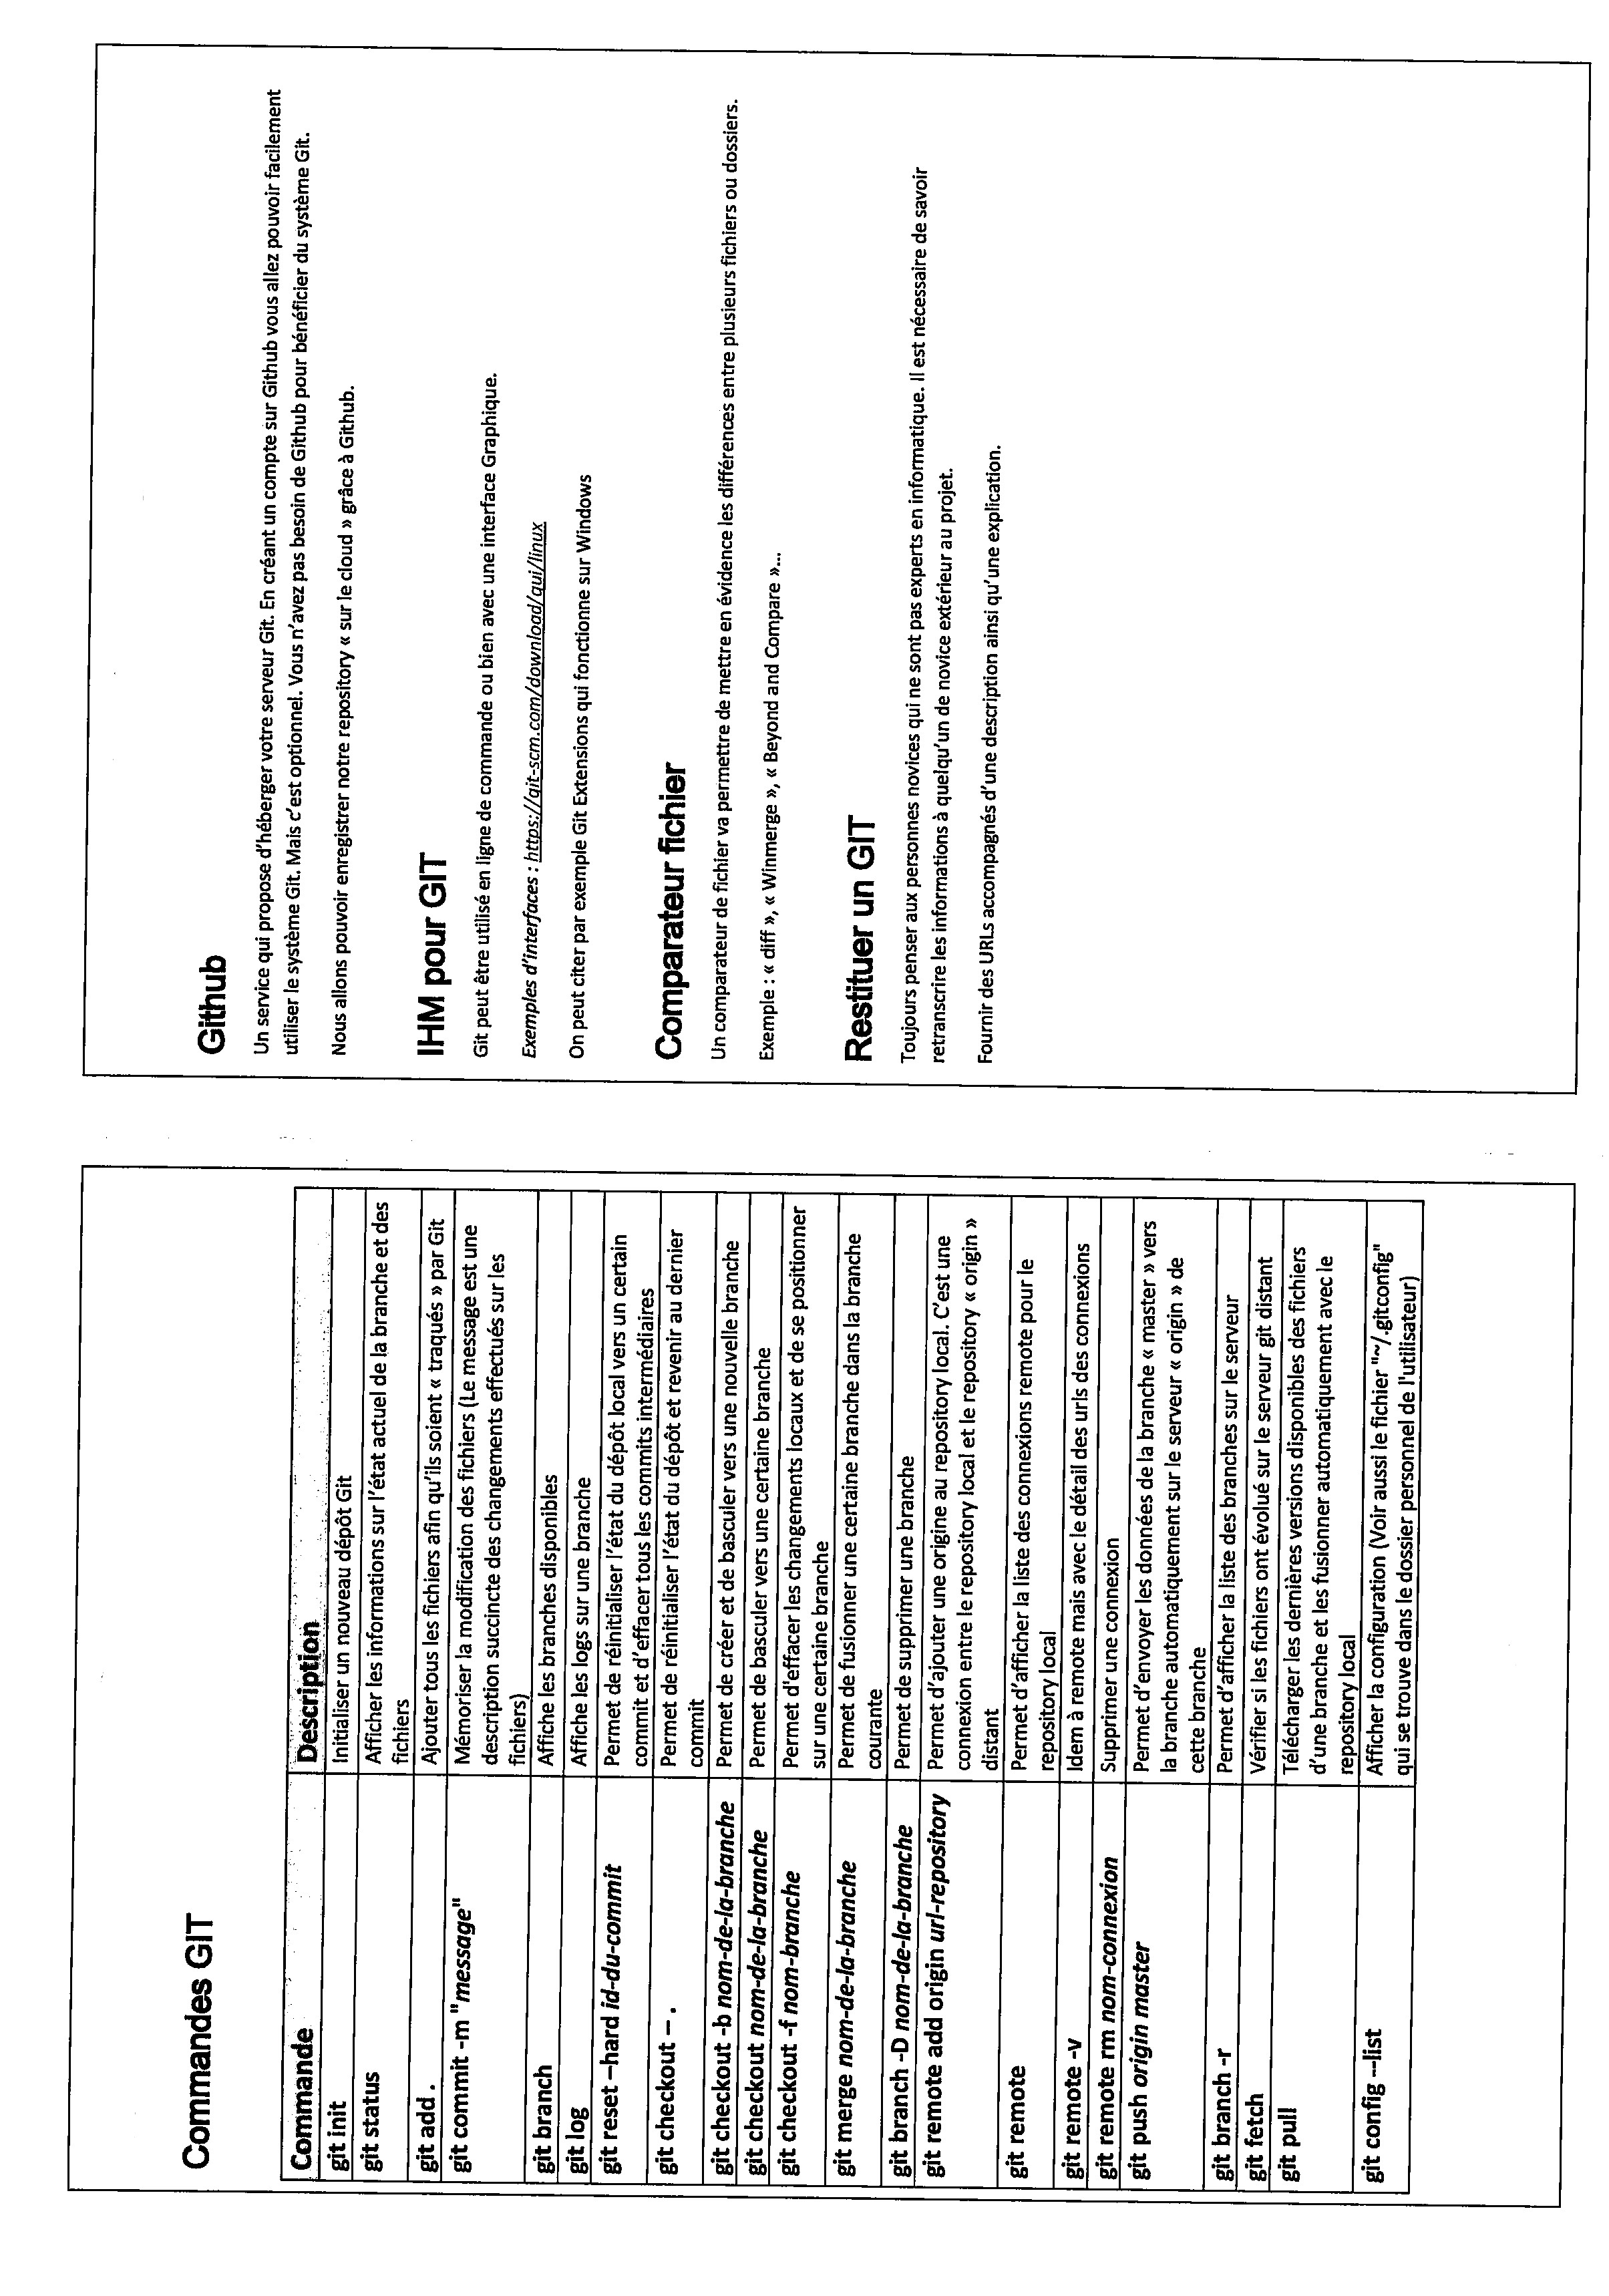 Commandes GIT
Commande Description
git init Initialiser un nouveau dépôt Git
git status Afficher les informations sur l'état actuel de la branche et des
fichiers
git add . Ajouter tous les fichiers afin qu'ils soient « traqués » par Git
git commit -m "message" Mémoriser la modification des fichiers (Le message est une
description succincte des changements effectués sur les
fichiers)
git branch Affiche les branches disponibles
git log Affiche les logs sur une branche
git reset –hard id-du-commit Permet de réinitialiser l'état du dépôt local vers un certain
commit et d'effacer tous les commits intermédiaires
git checkout – . Permet de réinitialiser l'état du dépôt et revenir au dernier
commit
git checkout -b nom-de-la-branche Permet de créer et de basculer vers une nouvelle branche
git checkout nom-de-la-branche Permet de basculer vers une certaine branche
git checkout -f nom-branche Permet d'effacer les changements locaux et de se positionner
sur une certaine branche
git merge nom-de-la-branche Permet de fusionner une certaine branche dans la branche
courante
git branch -D nom-de-la-branche Permet de supprimer une branche
git remote add origin url-repository Permet d'ajouter une origine au repository local. C'est une
connexion entre le repository local et le repository « origin »
distant
git remote Permet d'afficher la liste des connexions remote pour le
repository local
git remote -v Idem à remote mais avec le détail des urls des connexions
git remote rm nom-connexion Supprimer une connexion
git push origin master Permet d'envoyer les données de la branche « master » vers
la branche automatiquement sur le serveur « origin » de
cette branche
git branch -r Permet d'afficher la liste des branches sur le serveur
git fetch Vérifier si les fichiers ont évolué sur le serveur git distant
git pull Télécharger les dernières versions disponibles des fichiers
d'une branche et les fusionner automatiquement avec le
repository local
git config --list Afficher la configuration (Voir aussi le fichier "~/.gitconfig"
qui se trouve dans le dossier personnel de l'utilisateur)
Github
Un service qui propose d'héberger votre serveur Git. En créant un compte sur Github vous allez pouvoir facilement
utiliser le système Git. Mais c'est optionnel. Vous n'avez pas besoin de Github pour bénéficier du système Git.
Nous allons pouvoir enregistrer notre repository « sur le cloud » grâce à Github.
IHM pour GIT
Git peut être utilisé en ligne de commande ou bien avec une interface Graphique.
Exemples d'interfaces : https://git-scm.com/download/gui/linux
On peut citer par exemple Git Extensions qui fonctionne sur Windows
Comparateur fichier
Un comparateur de fichier va permetre de mettre en évidence les différences entre plusieurs fichiers ou dossiers.
Exemple : « diff », « Winmerge », « Beyond and Compare »...
Restituer un GIT
Toujours penser aux personnes novices qui ne sont pas experts en informatique. Il est nécessaire de savoir
retranscrire les informations à quelqu'un de novice extérieur au projet.
Fournir des URLs accompagnés d'une description ainsi qu'une explication.